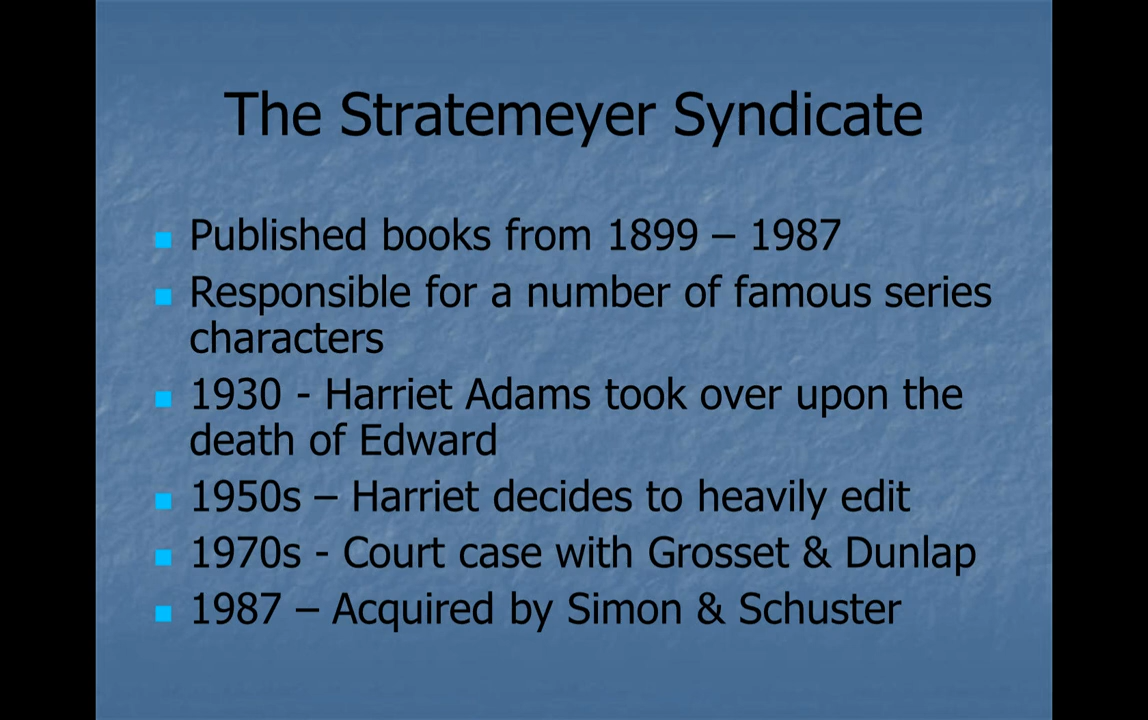 The Stratemeyer Syndicate
Published books from 1899 – 1987
Responsible for a number of famous series
characters
1930 - Harriet Adams took over upon the
death of Edward
1950s – Harriet decides to heavily edit
1970s - Court case with Grosset & Dunlap
1987 – Acquired by Simon & Schuster